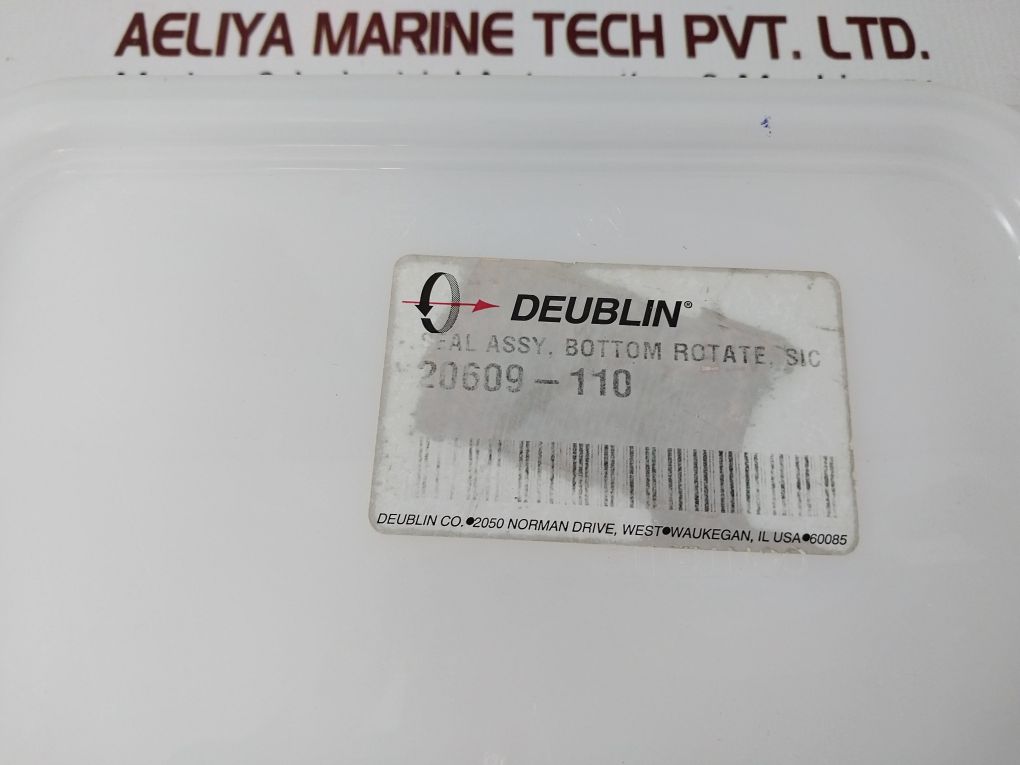 AELIYA MARINE TECH PVT. LTD.
DEUBLIN®
SEAL ASSY, BOTTOM ROTATE, SIC
20609-110
DEUBLIN CO.●2050 NORMAN DRIVE, WEST●WAUKEGAN, IL USA●60085